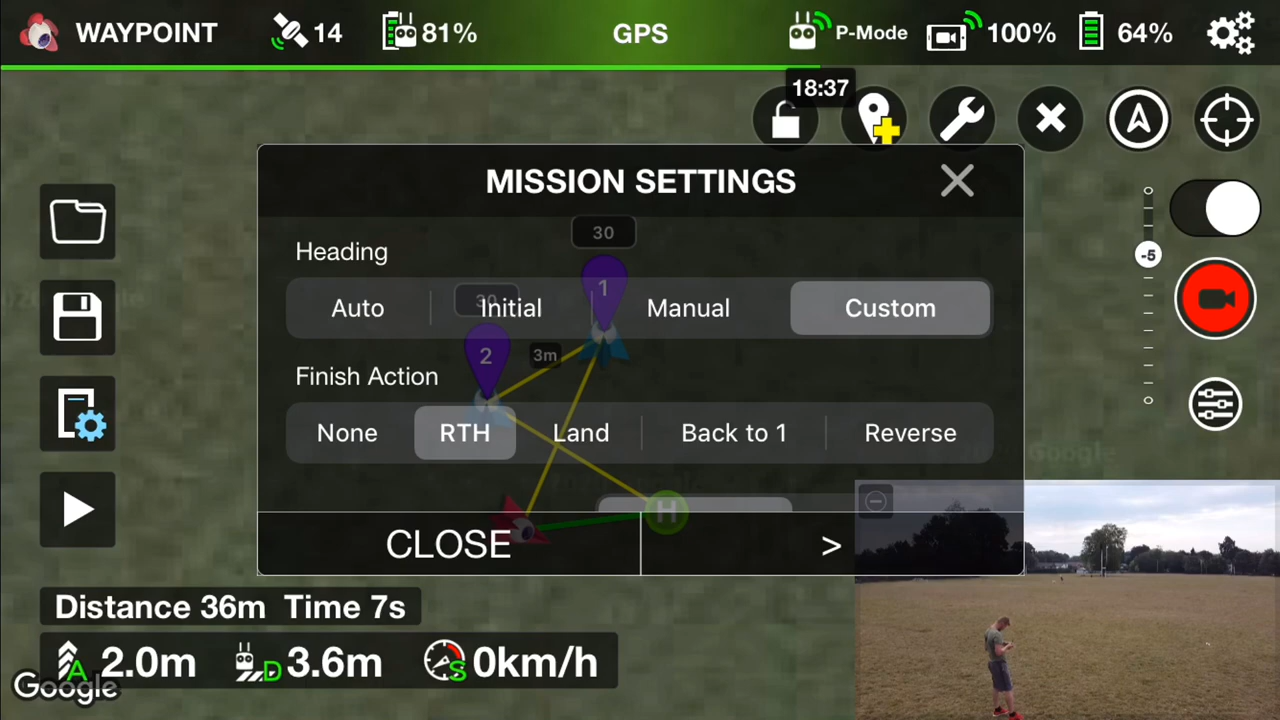 WAYPOINT 14 81% GPS P-Mode 100% 64%
18:37
MISSION SETTINGS
30
Heading
Auto Initial Manual Custom
30
1
-5
2
3m
Finish Action
None RTH Land Back to 1 Reverse
H
CLOSE >
Distance 36m Time 7s
A 2.0m D 3.6m S 0km/h
Google